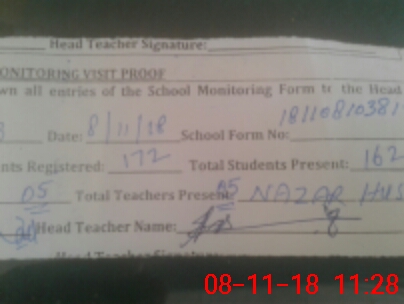 Head Teacher Signature:
ONITORING VISIT PROOF
wn all entries of the School Monitoring Form to the Head
Date: 8/11/18 School Form No: 18110810381
nts Registered: 172 Total Students Present: 162
05 Total Teachers Present: 05 NAZAR HUS
Head Teacher Name:
08-11-18 11:28